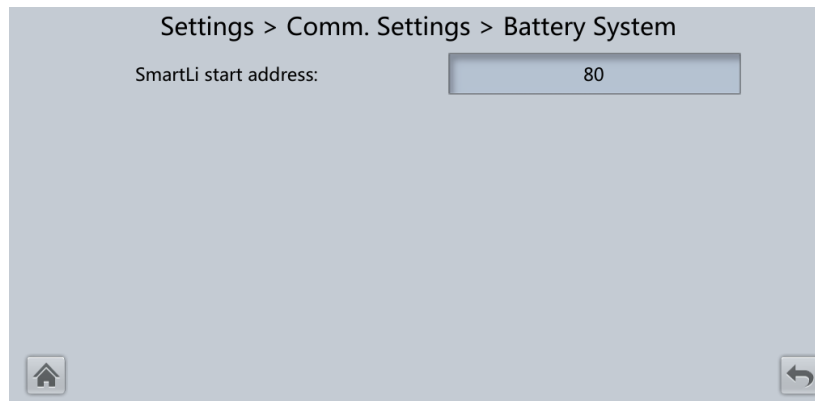 Settings > Comm. Settings > Battery System
SmartLi start address: 80